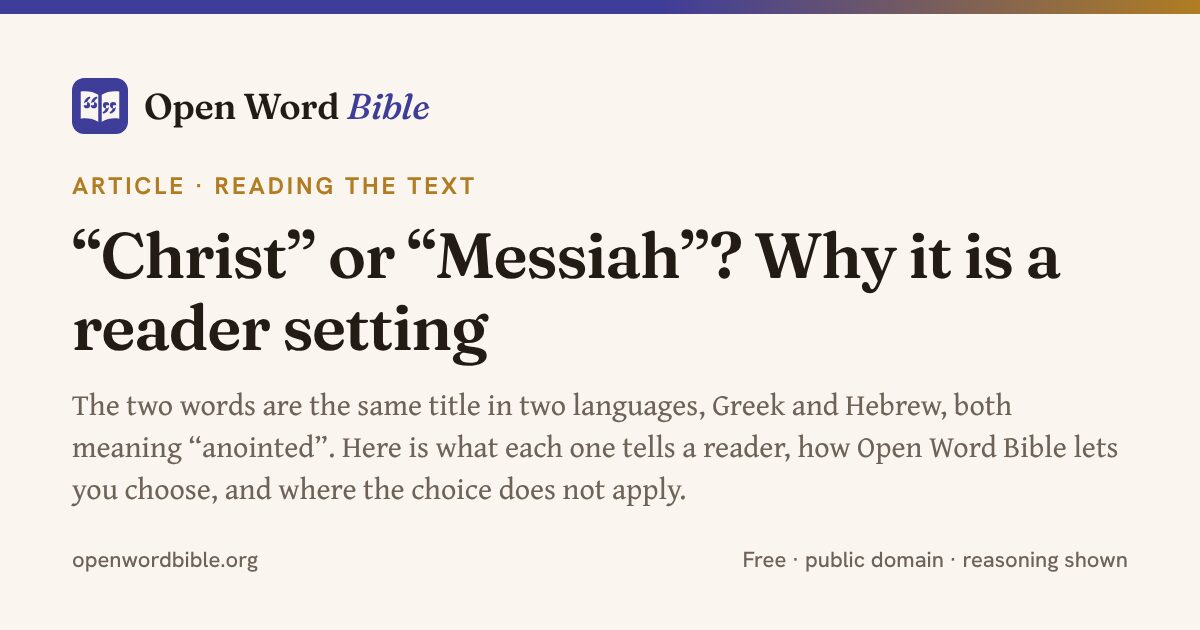 Open Word Bible
ARTICLE · READING THE TEXT
“Christ” or “Messiah”? Why it is a
reader setting
The two words are the same title in two languages, Greek and Hebrew, both
meaning “anointed”. Here is what each one tells a reader, how Open Word Bible lets
you choose, and where the choice does not apply.
openwordbible.org
Free · public domain · reasoning shown